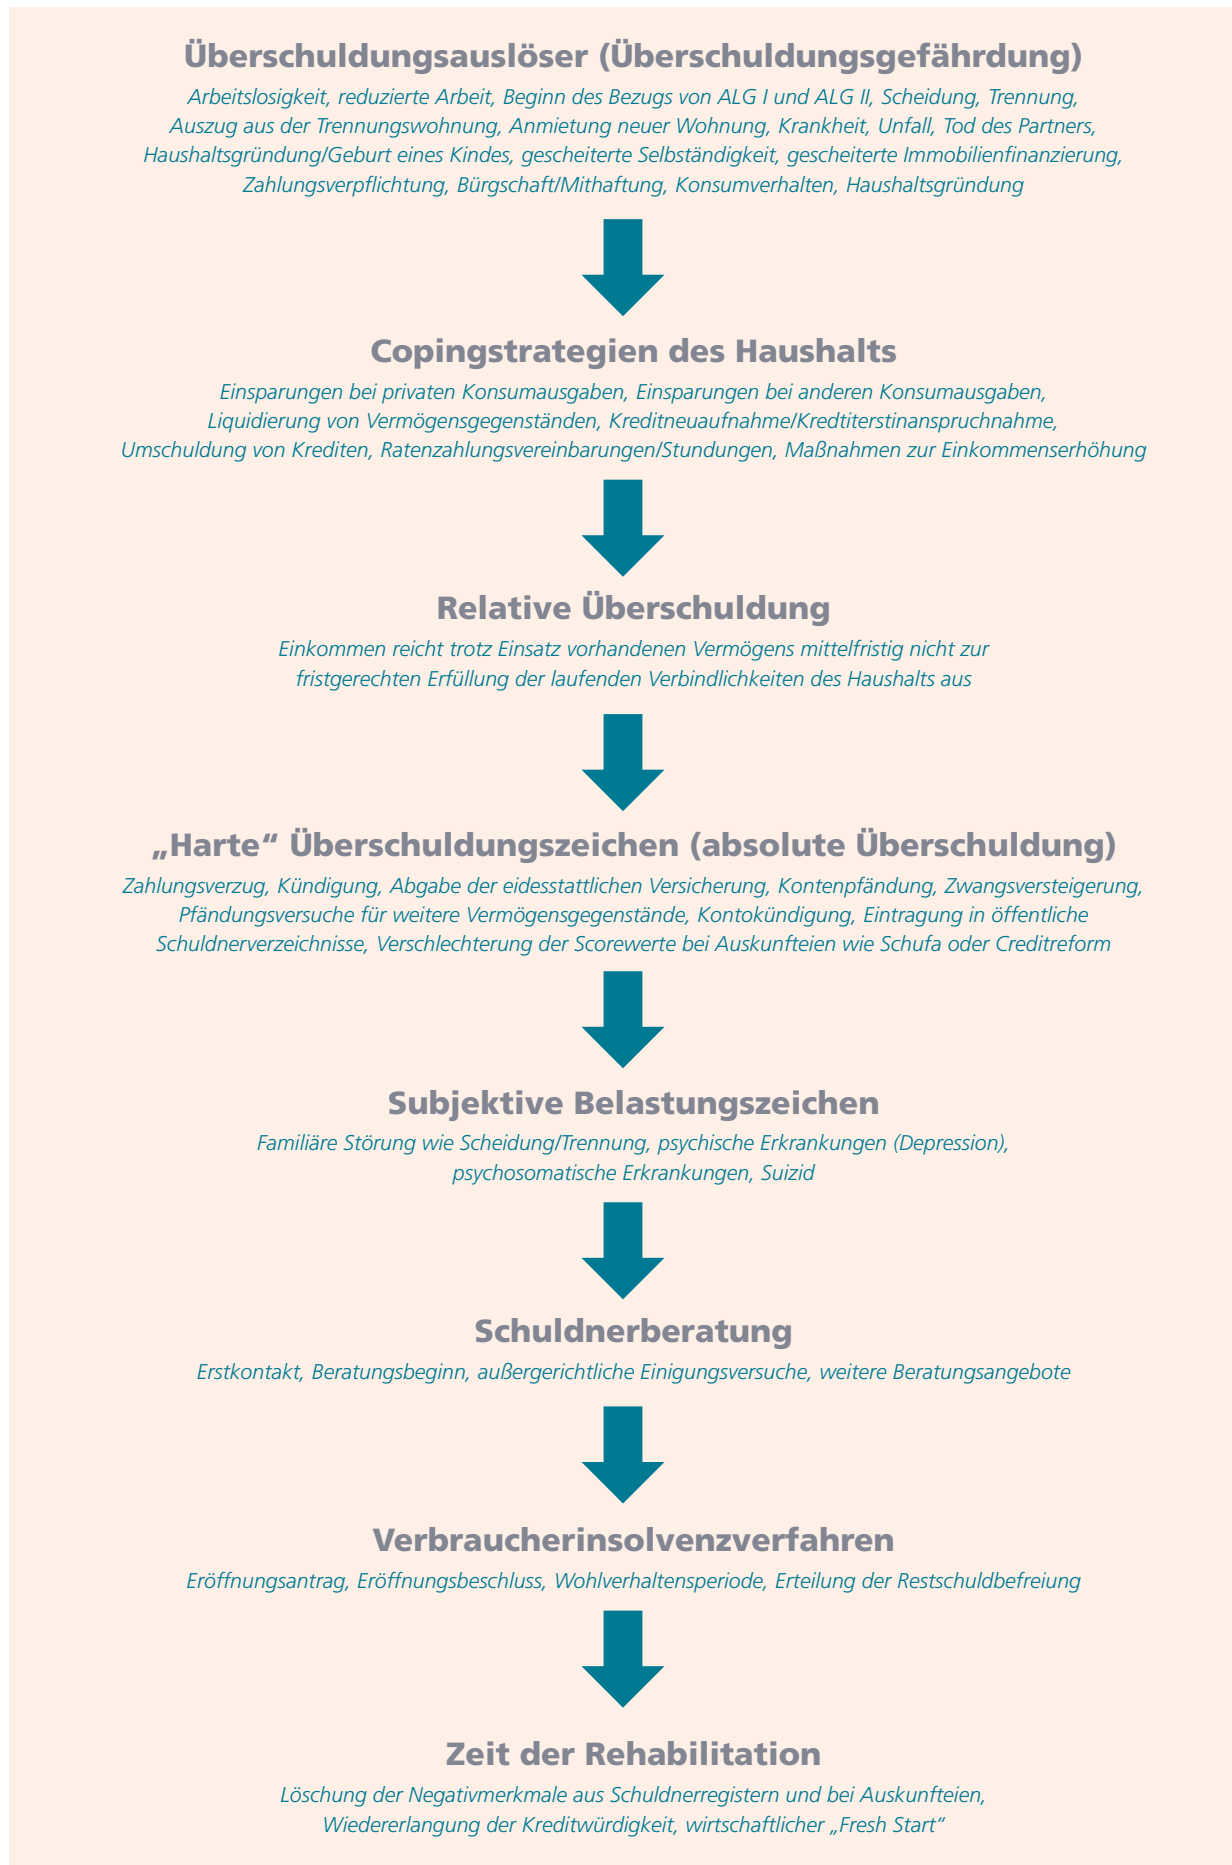 Überschuldungsauslöser (Überschuldungsgefährdung)
Arbeitslosigkeit, reduzierte Arbeit, Beginn des Bezugs von ALG I und ALG II, Scheidung, Trennung,
Auszug aus der Trennungswohnung, Anmietung neuer Wohnung, Krankheit, Unfall, Tod des Partners,
Haushaltsgründung/Geburt eines Kindes, gescheiterte Selbständigkeit, gescheiterte Immobilienfinanzierung,
Zahlungsverpflichtung, Bürgschaft/Mithaftung, Konsumverhalten, Haushaltsgründung
Copingstrategien des Haushalts
Einsparungen bei privaten Konsumausgaben, Einsparungen bei anderen Konsumausgaben,
Liquidierung von Vermögensgegenständen, Kreditneuaufnahme/Kredtiterstinanspruchnahme,
Umschuldung von Krediten, Ratenzahlungsvereinbarungen/Stundungen, Maßnahmen zur Einkommenserhöhung
Relative Überschuldung
Einkommen reicht trotz Einsatz vorhandenen Vermögens mittelfristig nicht zur
fristgerechten Erfüllung der laufenden Verbindlichkeiten des Haushalts aus
„Harte“ Überschuldungszeichen (absolute Überschuldung)
Zahlungsverzug, Kündigung, Abgabe der eidesstattlichen Versicherung, Kontenpfändung, Zwangsversteigerung,
Pfändungsversuche für weitere Vermögensgegenstände, Kontokündigung, Eintragung in öffentliche
Schuldnerverzeichnisse, Verschlechterung der Scorewerte bei Auskunfteien wie Schufa oder Creditreform
Subjektive Belastungszeichen
Familiäre Störung wie Scheidung/Trennung, psychische Erkrankungen (Depression),
psychosomatische Erkrankungen, Suizid
Schuldnerberatung
Erstkontakt, Beratungsbeginn, außergerichtliche Einigungsversuche, weitere Beratungsangebote
Verbraucherinsolvenzverfahren
Eröffnungsantrag, Eröffnungsbeschluss, Wohlverhaltensperiode, Erteilung der Restschuldbefreiung
Zeit der Rehabilitation
Löschung der Negativmerkmale aus Schuldnerregistern und bei Auskunfteien,
Wiedererlangung der Kreditwürdigkeit, wirtschaftlicher „Fresh Start“